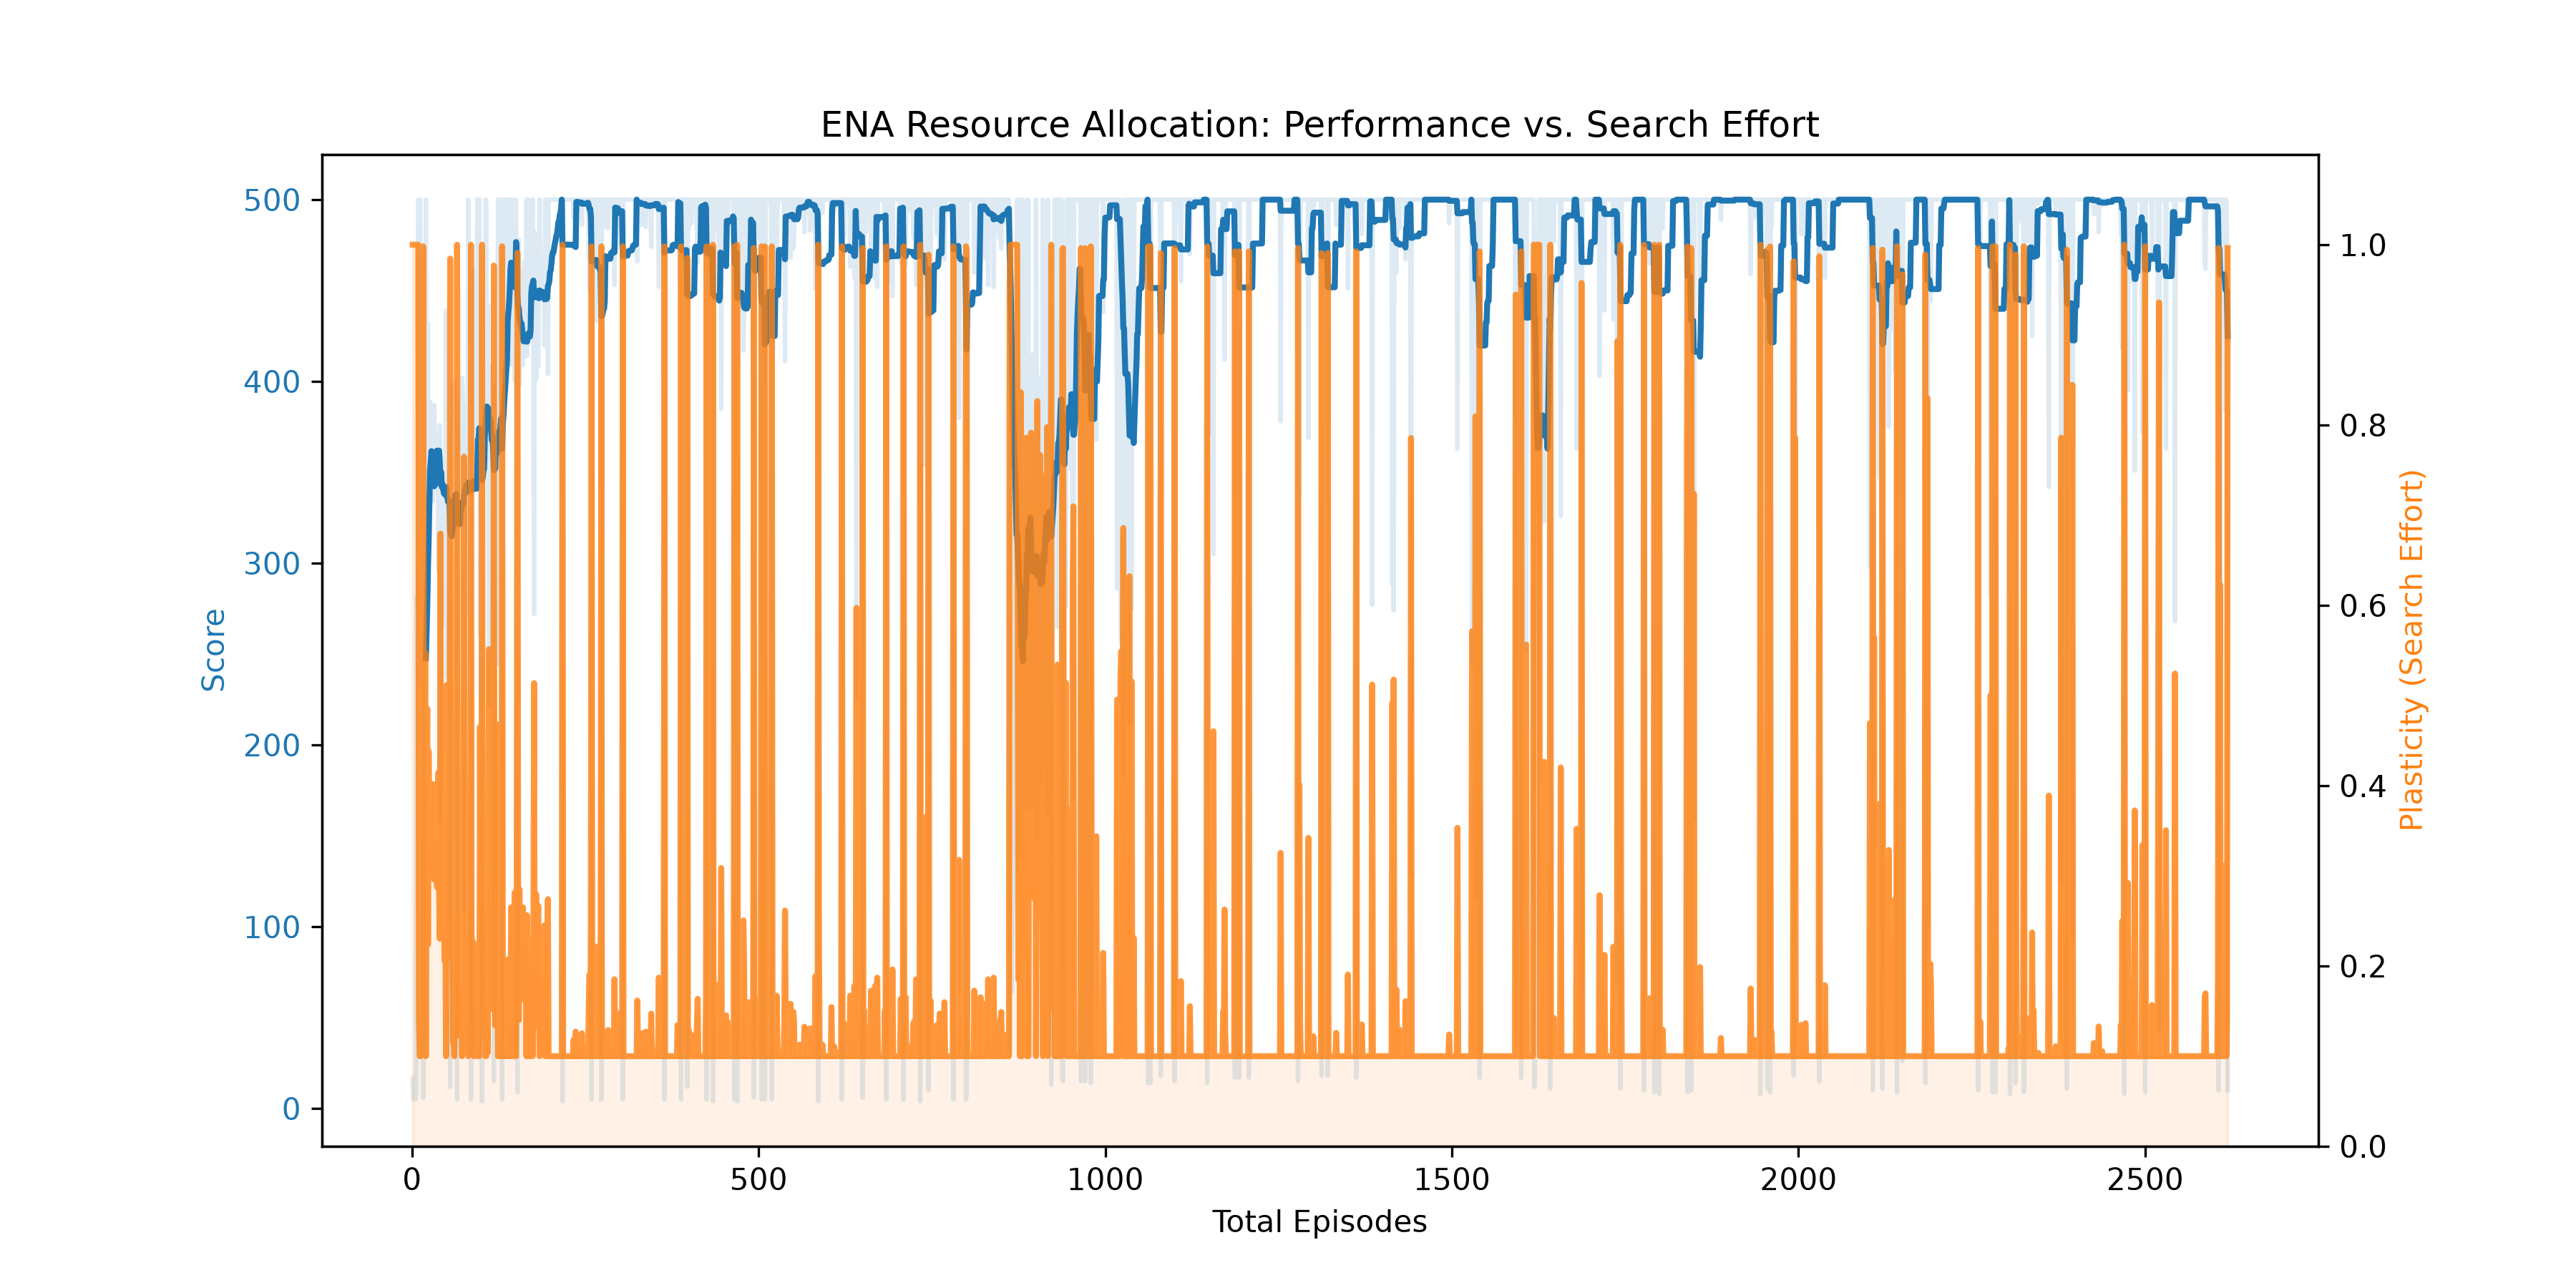 ENA Resource Allocation: Performance vs. Search Effort
500
400
300
200
100
0
Score
1.0
0.8
0.6
0.4
0.2
0.0
Plasticity (Search Effort)
0 500 1000 1500 2000 2500
Total Episodes